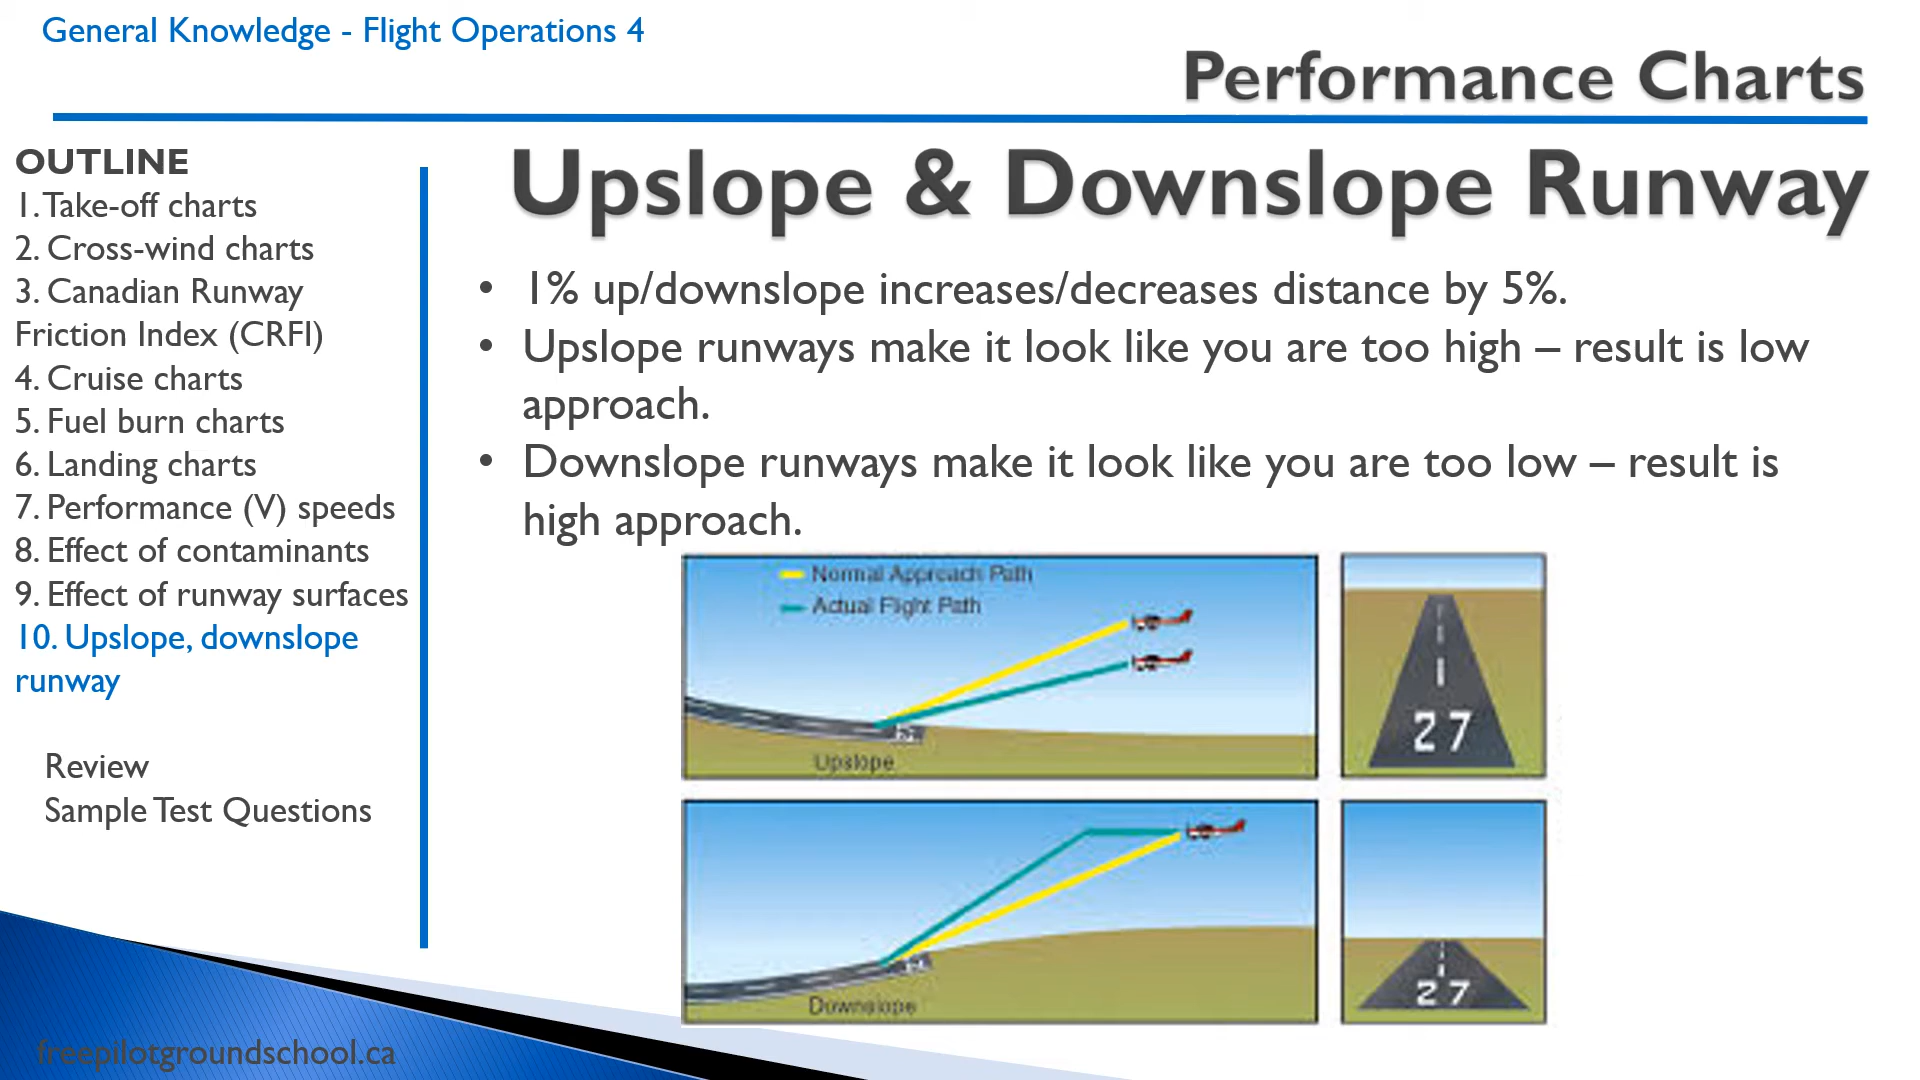 General Knowledge - Flight Operations 4
Performance Charts
OUTLINE
1. Take-off charts
2. Cross-wind charts
3. Canadian Runway
Friction Index (CRFI)
4. Cruise charts
5. Fuel burn charts
6. Landing charts
7. Performance (V) speeds
8. Effect of contaminants
9. Effect of runway surfaces
10. Upslope, downslope
runway
Review
Sample Test Questions
Upslope & Downslope Runway
• 1% up/downslope increases/decreases distance by 5%.
• Upslope runways make it look like you are too high – result is low
approach.
• Downslope runways make it look like you are too low – result is
high approach.
Normal Approach Path
Actual Flight Path
Upslope
27
Downslope
27
freepilotgroundschool.ca